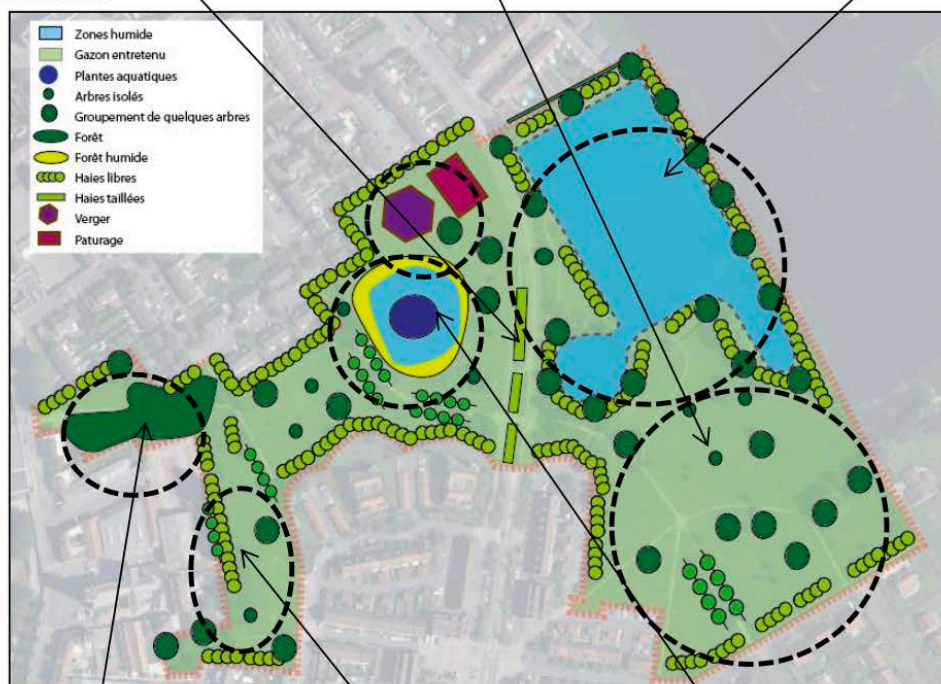 Zones humide
Gazon entretenu
Plantes aquatiques
Arbres isolés
Groupement de quelques arbres
Forêt
Forêt humide
Haies libres
Haies taillées
Verger
Paturage